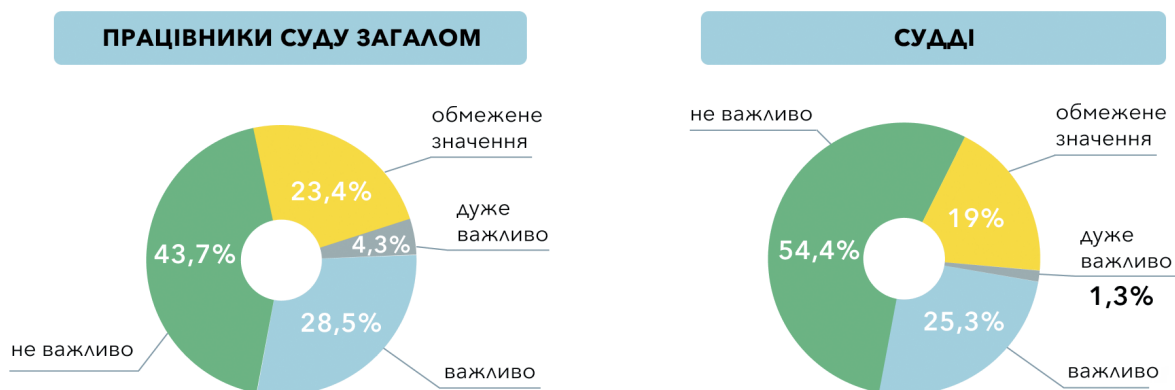 ПРАЦІВНИКИ СУДУ ЗАГАЛОМ
обмежене
значення
23,4%
дуже
важливо
4,3%
43,7%
28,5%
не важливо
важливо
СУДДІ
не важливо
обмежене
значення
19%
дуже
важливо
1,3%
54,4%
25,3%
важливо